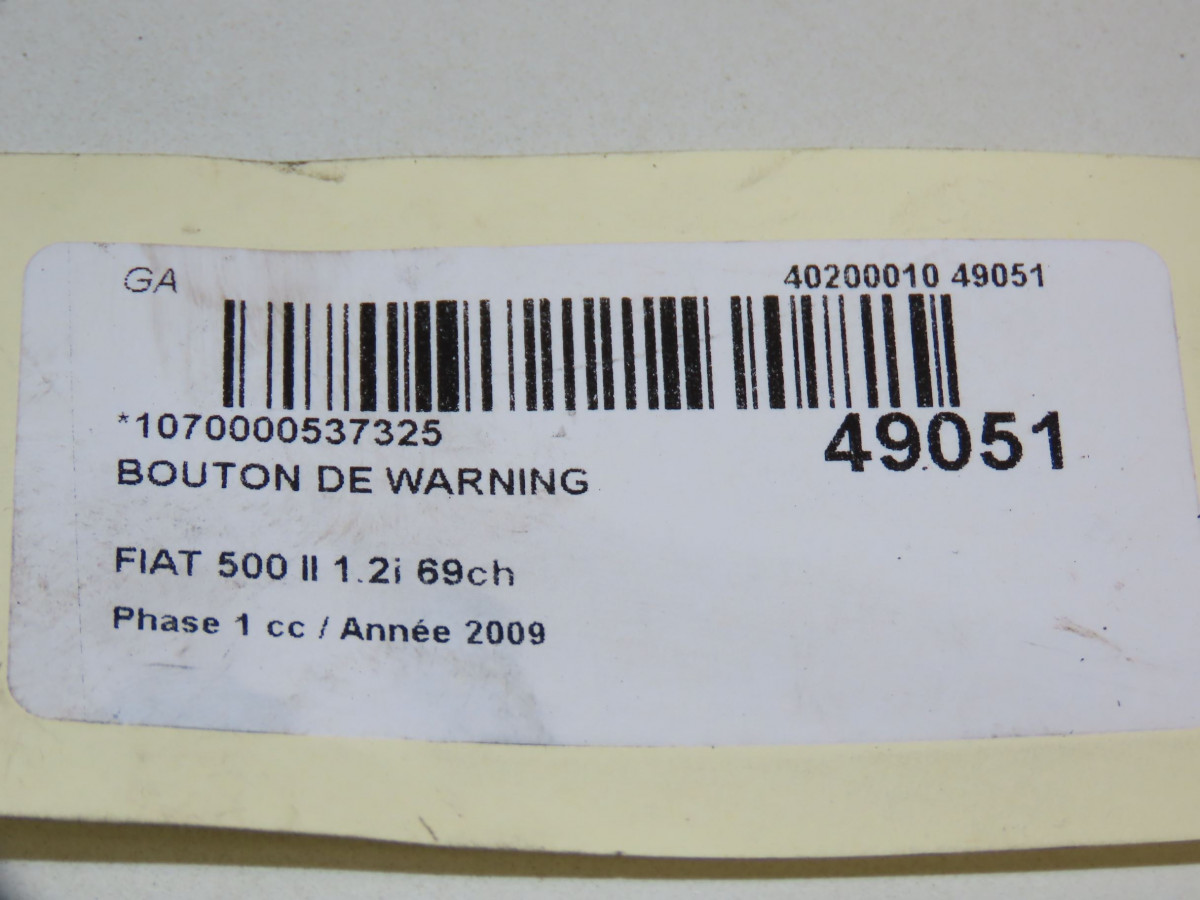 GA 40200010 49051
*1070000537325
49051
BOUTON DE WARNING
FIAT 500 II 1.2i 69ch
Phase 1 cc / Année 2009